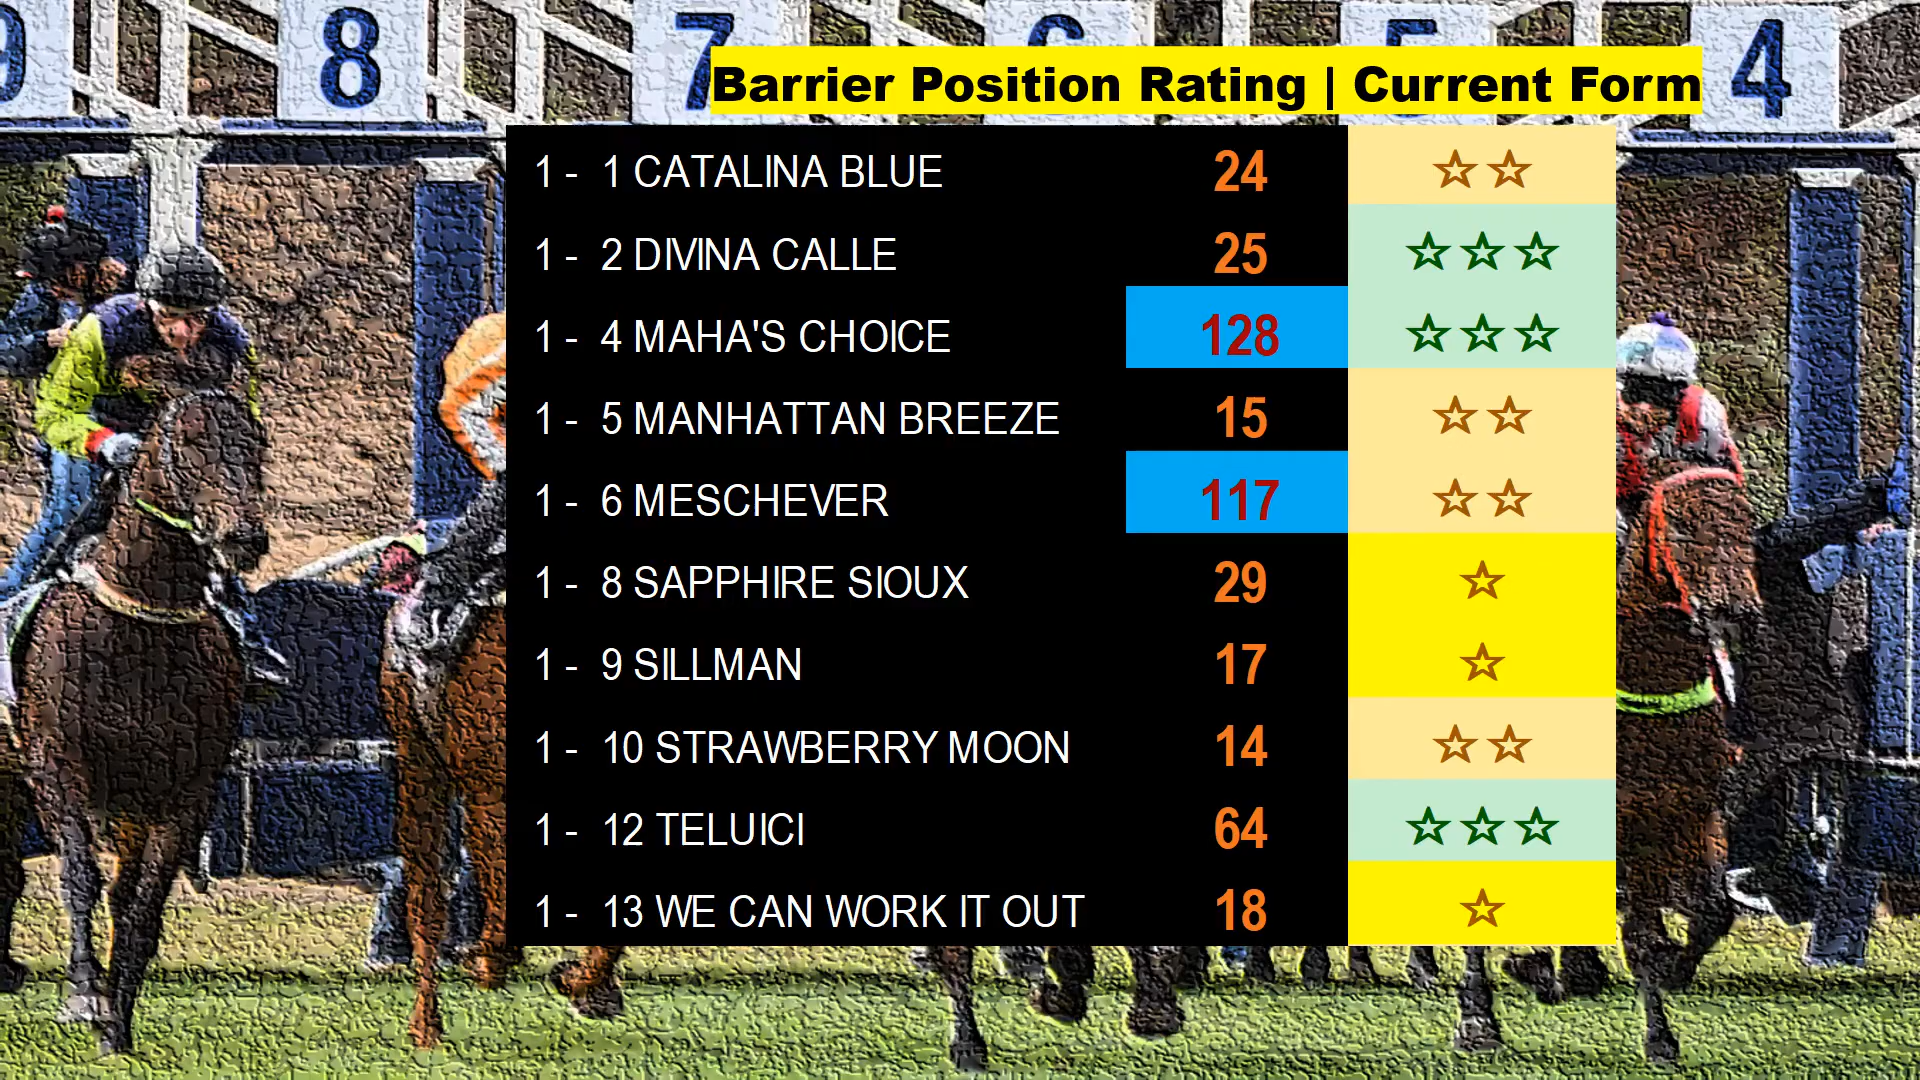 9 8 7 6 5 4
Barrier Position Rating | Current Form
1 - 1 CATALINA BLUE 24 ☆☆
1 - 2 DIVINA CALLE 25 ☆☆☆
1 - 4 MAHA'S CHOICE 128 ☆☆☆
1 - 5 MANHATTAN BREEZE 15 ☆☆
1 - 6 MESCHEVER 117 ☆☆
1 - 8 SAPPHIRE SIOUX 29 ☆
1 - 9 SILLMAN 17 ☆
1 - 10 STRAWBERRY MOON 14 ☆☆
1 - 12 TELUICI 64 ☆☆☆
1 - 13 WE CAN WORK IT OUT 18 ☆